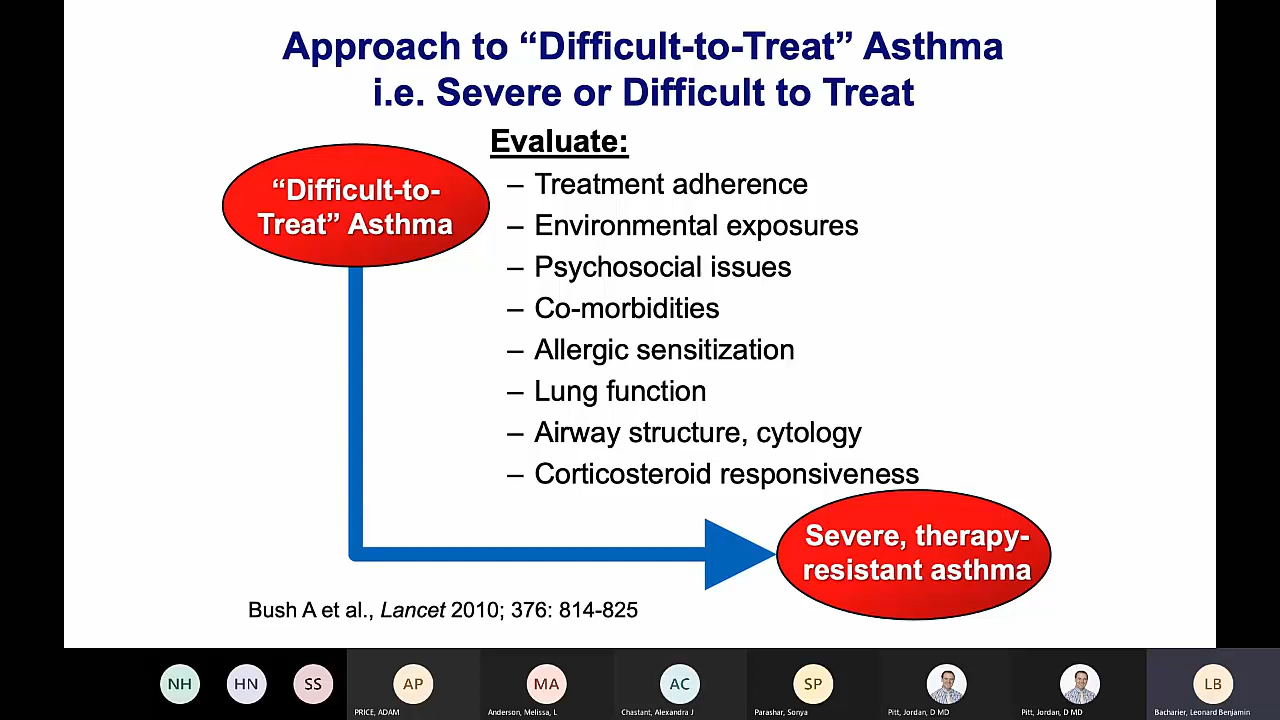 Approach to “Difficult-to-Treat” Asthma
i.e. Severe or Difficult to Treat
Evaluate:
“Difficult-to-
Treat” Asthma
– Treatment adherence
– Environmental exposures
– Psychosocial issues
– Co-morbidities
– Allergic sensitization
– Lung function
– Airway structure, cytology
– Corticosteroid responsiveness
Severe, therapy-
resistant asthma
Bush A et al., Lancet 2010; 376: 814-825
NH
HN
SS
AP
MA
AC
SP
LB
PRICE, ADAM
Anderson, Melissa, L
Chastant, Alexandra J
Parashar, Sonya
Pitt, Jordan, D MD
Pitt, Jordan, D MD
Bacharier, Leonard Benjamin